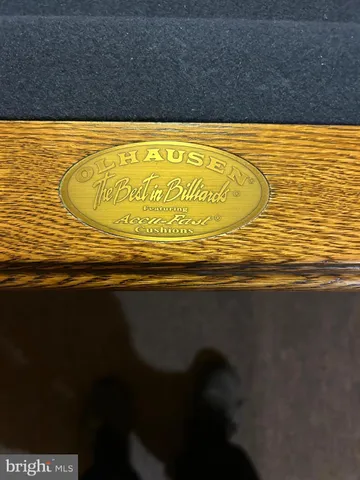 OLHAUSEN®
The Best in Billiards®
Featuring
Accu-Fast®
Cushions
bright MLS